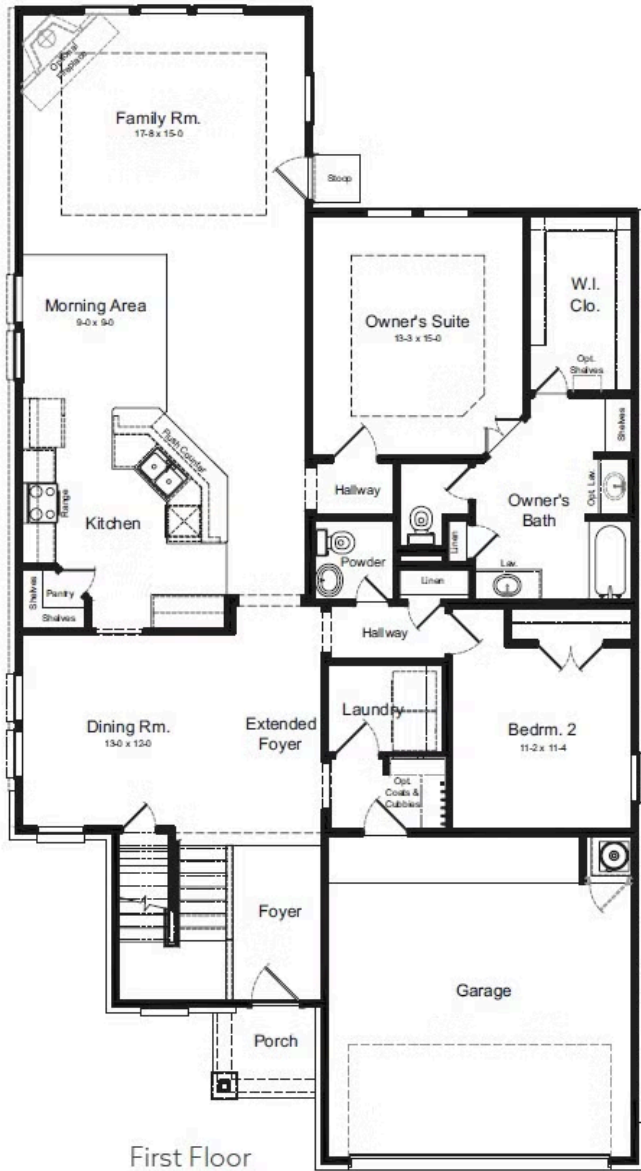 Optional
Fireplace
Family Rm.
17-8 x 15-0
Stoop
Morning Area
9-0 x 9-0
Owner's Suite
13-3 x 15-0
W.I.
Clo.
Opt.
Shelves
Shelves
Flush Counter
Range
Kitchen
Hallway
Owner's
Bath
Opt. Lav.
Linen
Powder
Lav.
Linen
Shelves
Pantry
Shelves
Hallway
Dining Rm.
13-0 x 12-0
Extended
Foyer
Laundry
Bedrm. 2
11-2 x 11-4
Opt.
Coats &
Cubbies
Foyer
Garage
Porch
First Floor